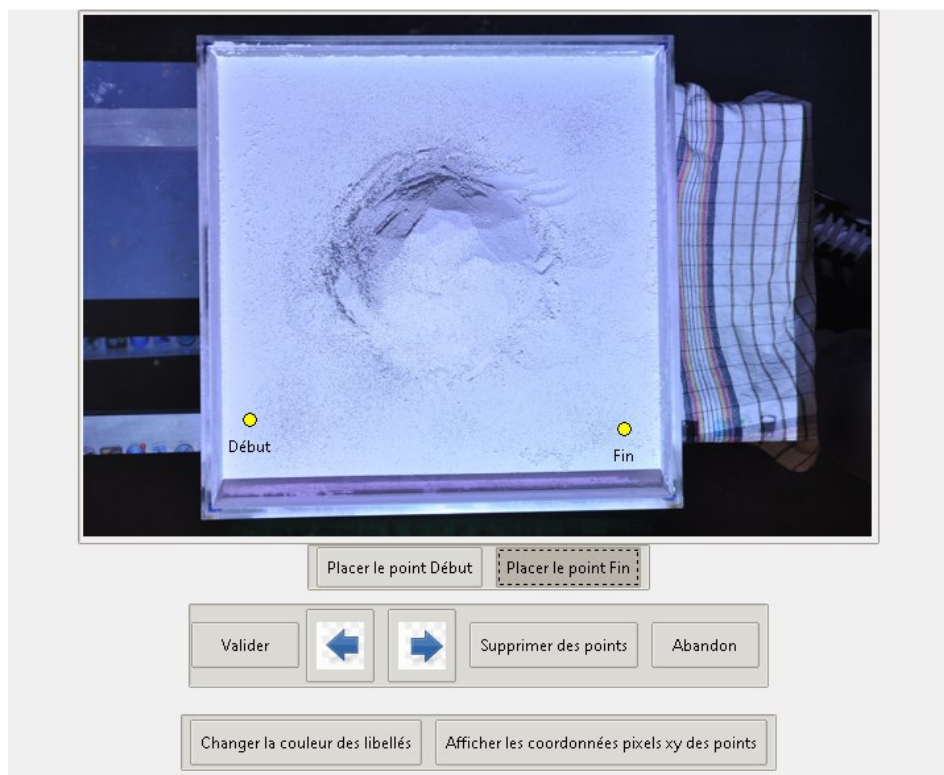 Début
Fin
Placer le point Début
Placer le point Fin
Valider
Supprimer des points
Abandon
Changer la couleur des libellés
Afficher les coordonnées pixels xy des points